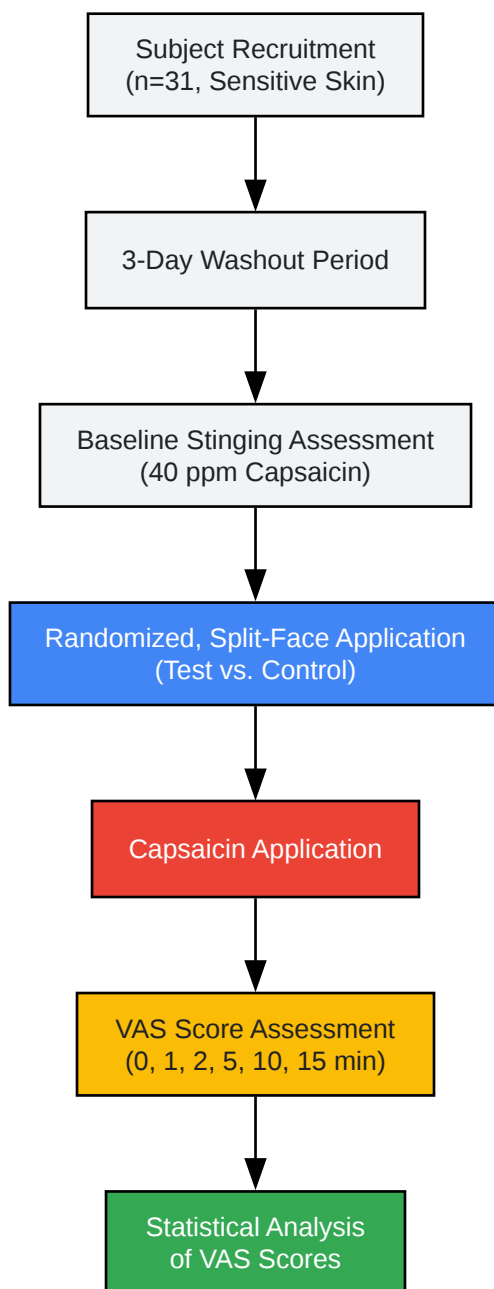 Subject Recruitment
(n=31, Sensitive Skin)
3-Day Washout Period
Baseline Stinging Assessment
(40 ppm Capsaicin)
Randomized, Split-Face Application
(Test vs. Control)
Capsaicin Application
VAS Score Assessment
(0, 1, 2, 5, 10, 15 min)
Statistical Analysis
of VAS Scores